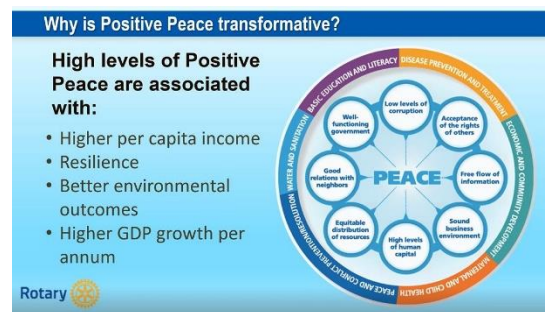 Why is Positive Peace transformative?
High levels of Positive
Peace are associated
with:
• Higher per capita income
• Resilience
• Better environmental
outcomes
• Higher GDP growth per
annum
Rotary
BASIC EDUCATION AND LITERACY
DISEASE PREVENTION AND TREATMENT
ECONOMIC AND COMMUNITY DEVELOPMENT
MATERNAL AND CHILD HEALTH
PEACE AND CONFLICT PREVENTION/RESOLUTION
WATER AND SANITATION
Low levels of
corruption
Acceptance
of the rights
of others
Free flow of
information
Sound
business
environment
High levels
of human
capital
Equitable
distribution
of resources
Good
relations with
neighbors
Well-
functioning
government
PEACE